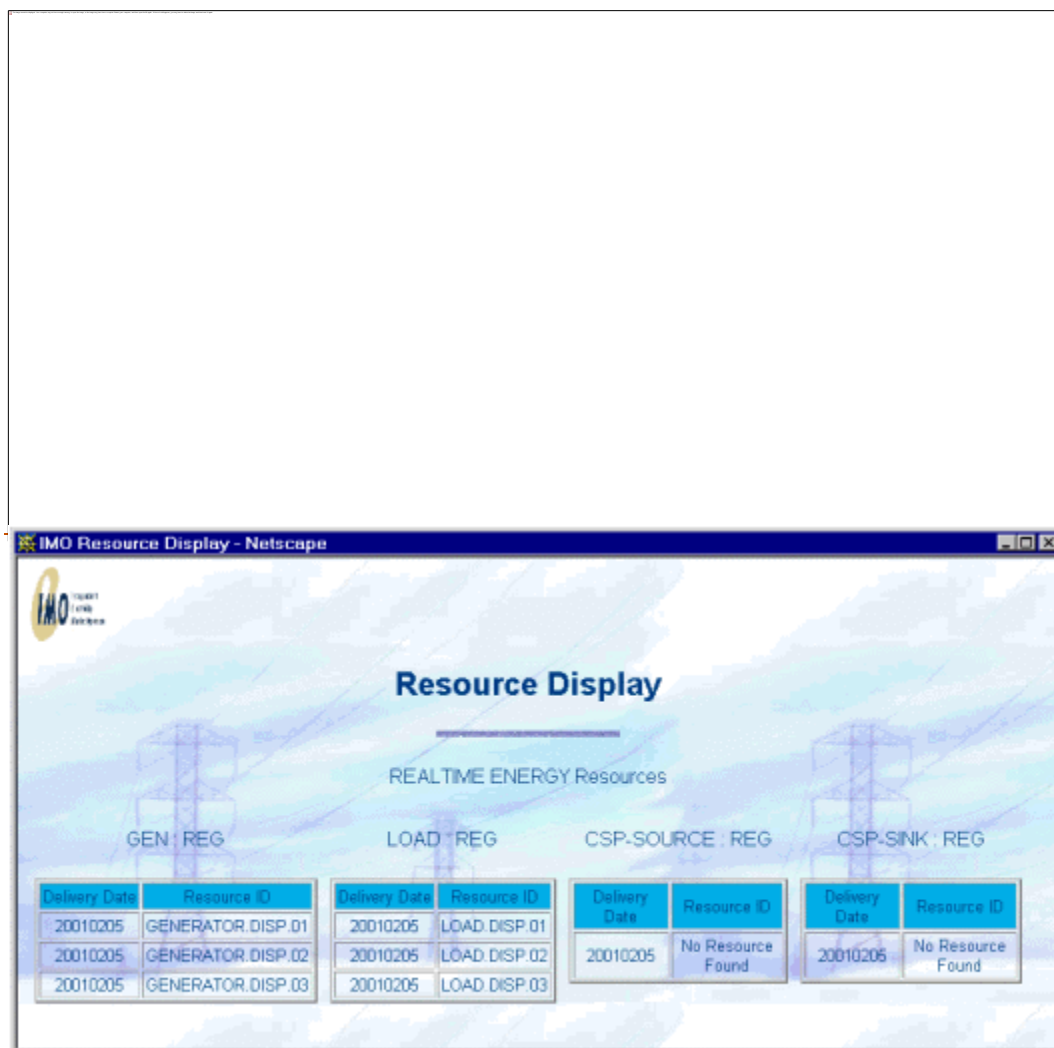 IMO Resource Display - Netscape
IMO
Resource Display
REALTIME ENERGY Resources
GEN : REG
LOAD : REG
CSP-SOURCE : REG
CSP-SINK : REG
Delivery Date Resource ID
20010205 GENERATOR.DISP.01
20010205 GENERATOR.DISP.02
20010205 GENERATOR.DISP.03
Delivery Date Resource ID
20010205 LOAD.DISP.01
20010205 LOAD.DISP.02
20010205 LOAD.DISP.03
Delivery
Date
Resource ID
20010205
No Resource
Found
Delivery
Date
Resource ID
20010205
No Resource
Found